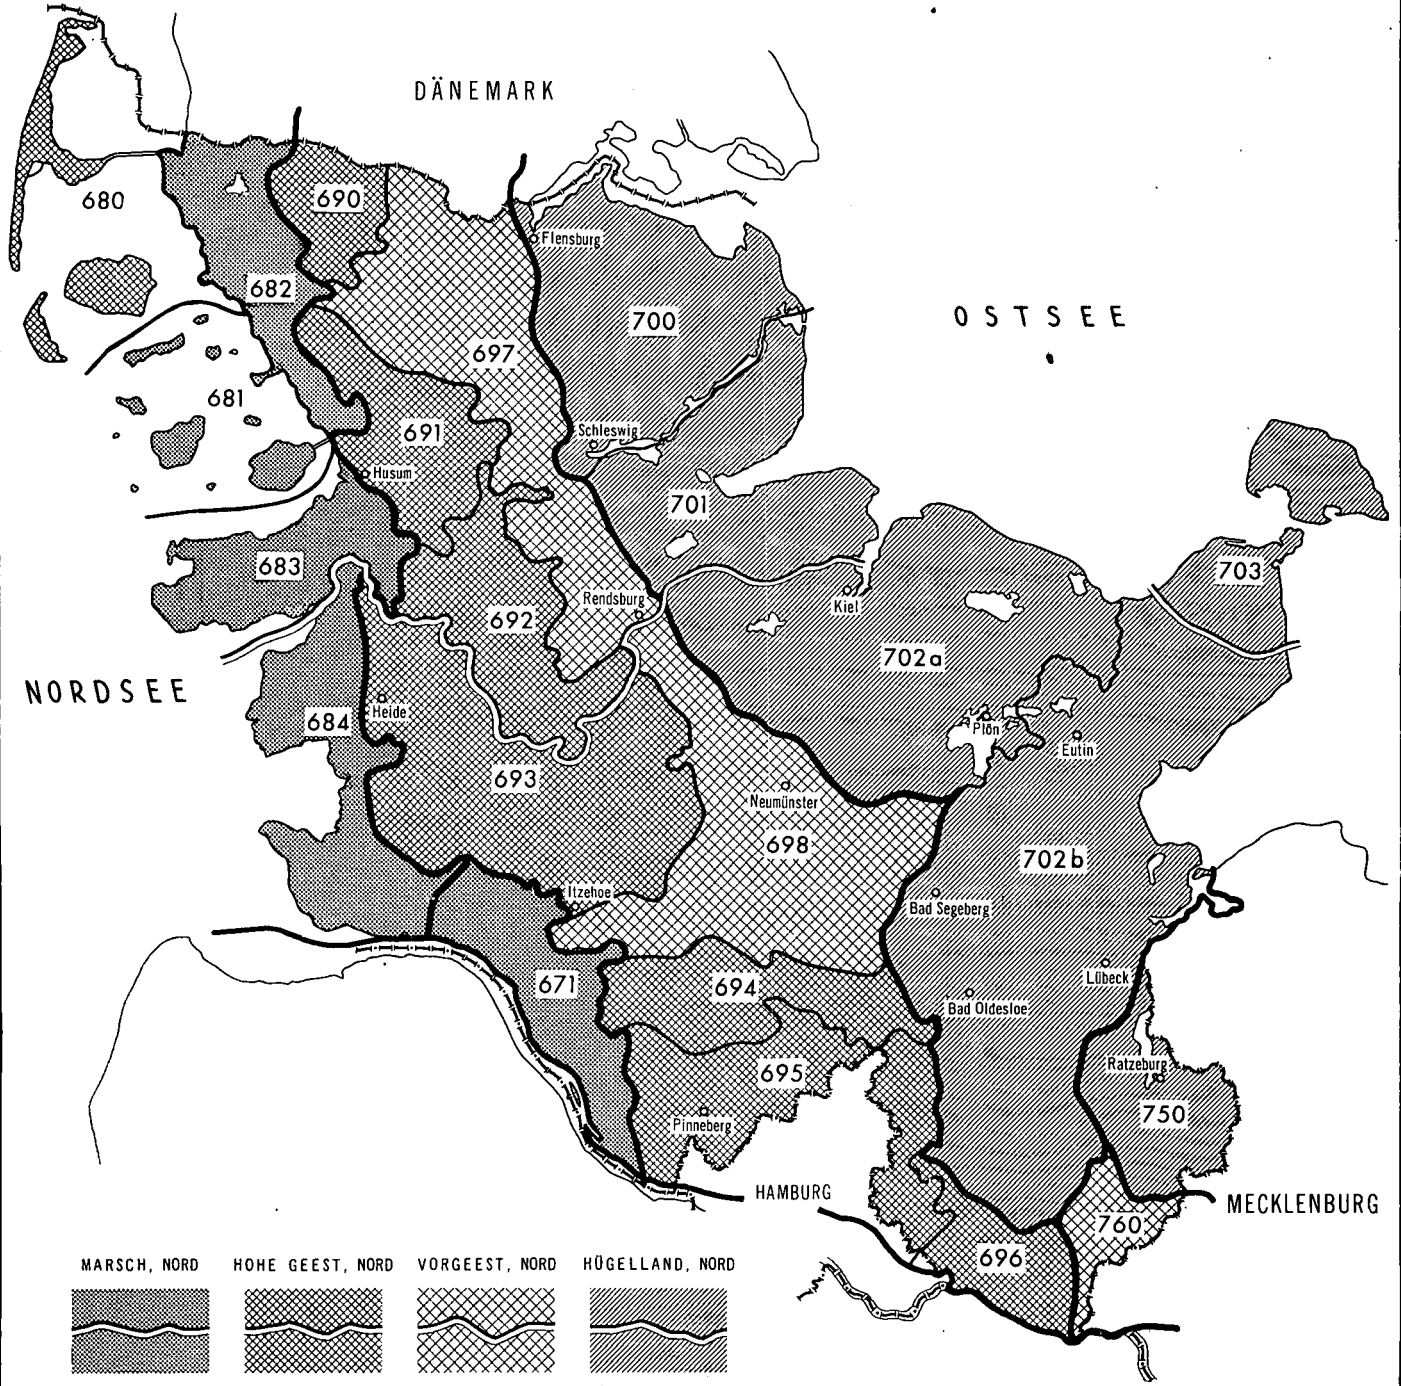 DÄNEMARK
680
690
Flensburg
682
700
OSTSEE
697
681
691
Schleswig
Husum
701
683
703
Rendsburg
Kiel
692
702a
NORDSEE
684
Heide
Plön
Eutin
693
Neumünster
698
702b
Itzehoe
Bad Segeberg
671
694
Lübeck
Bad Oldesloe
695
Ratzeburg
750
Pinneberg
HAMBURG
MECKLENBURG
760
696
MARSCH, NORD
HOHE GEEST, NORD
VORGEEST, NORD
HÜGELLAND, NORD